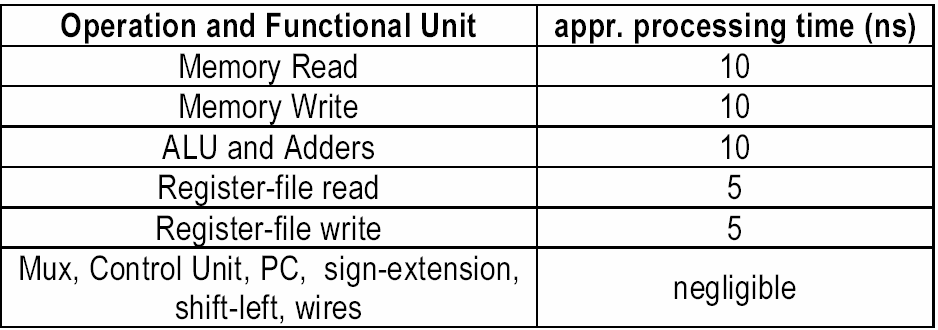 Operation and Functional Unit appr. processing time (ns)
Memory Read 10
Memory Write 10
ALU and Adders 10
Register-file read 5
Register-file write 5
Mux, Control Unit, PC, sign-extension,
shift-left, wires negligible